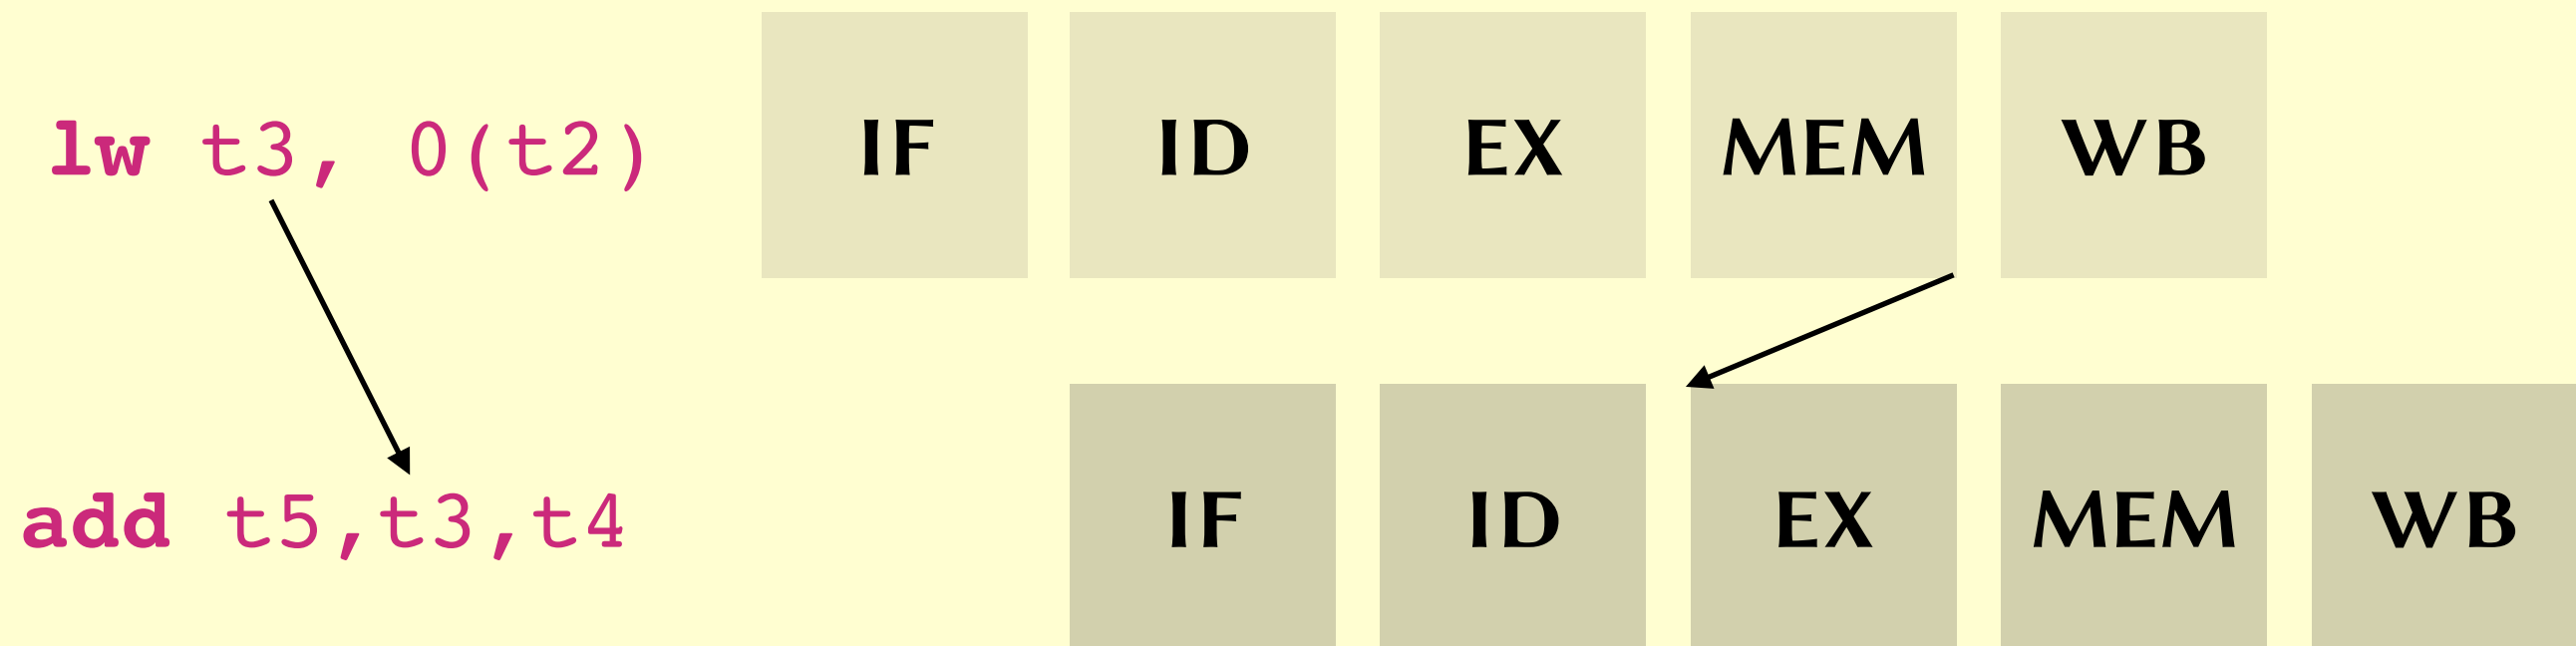 lw t3, 0(t2) IF ID EX MEM WB
add t5,t3,t4 IF ID EX MEM WB